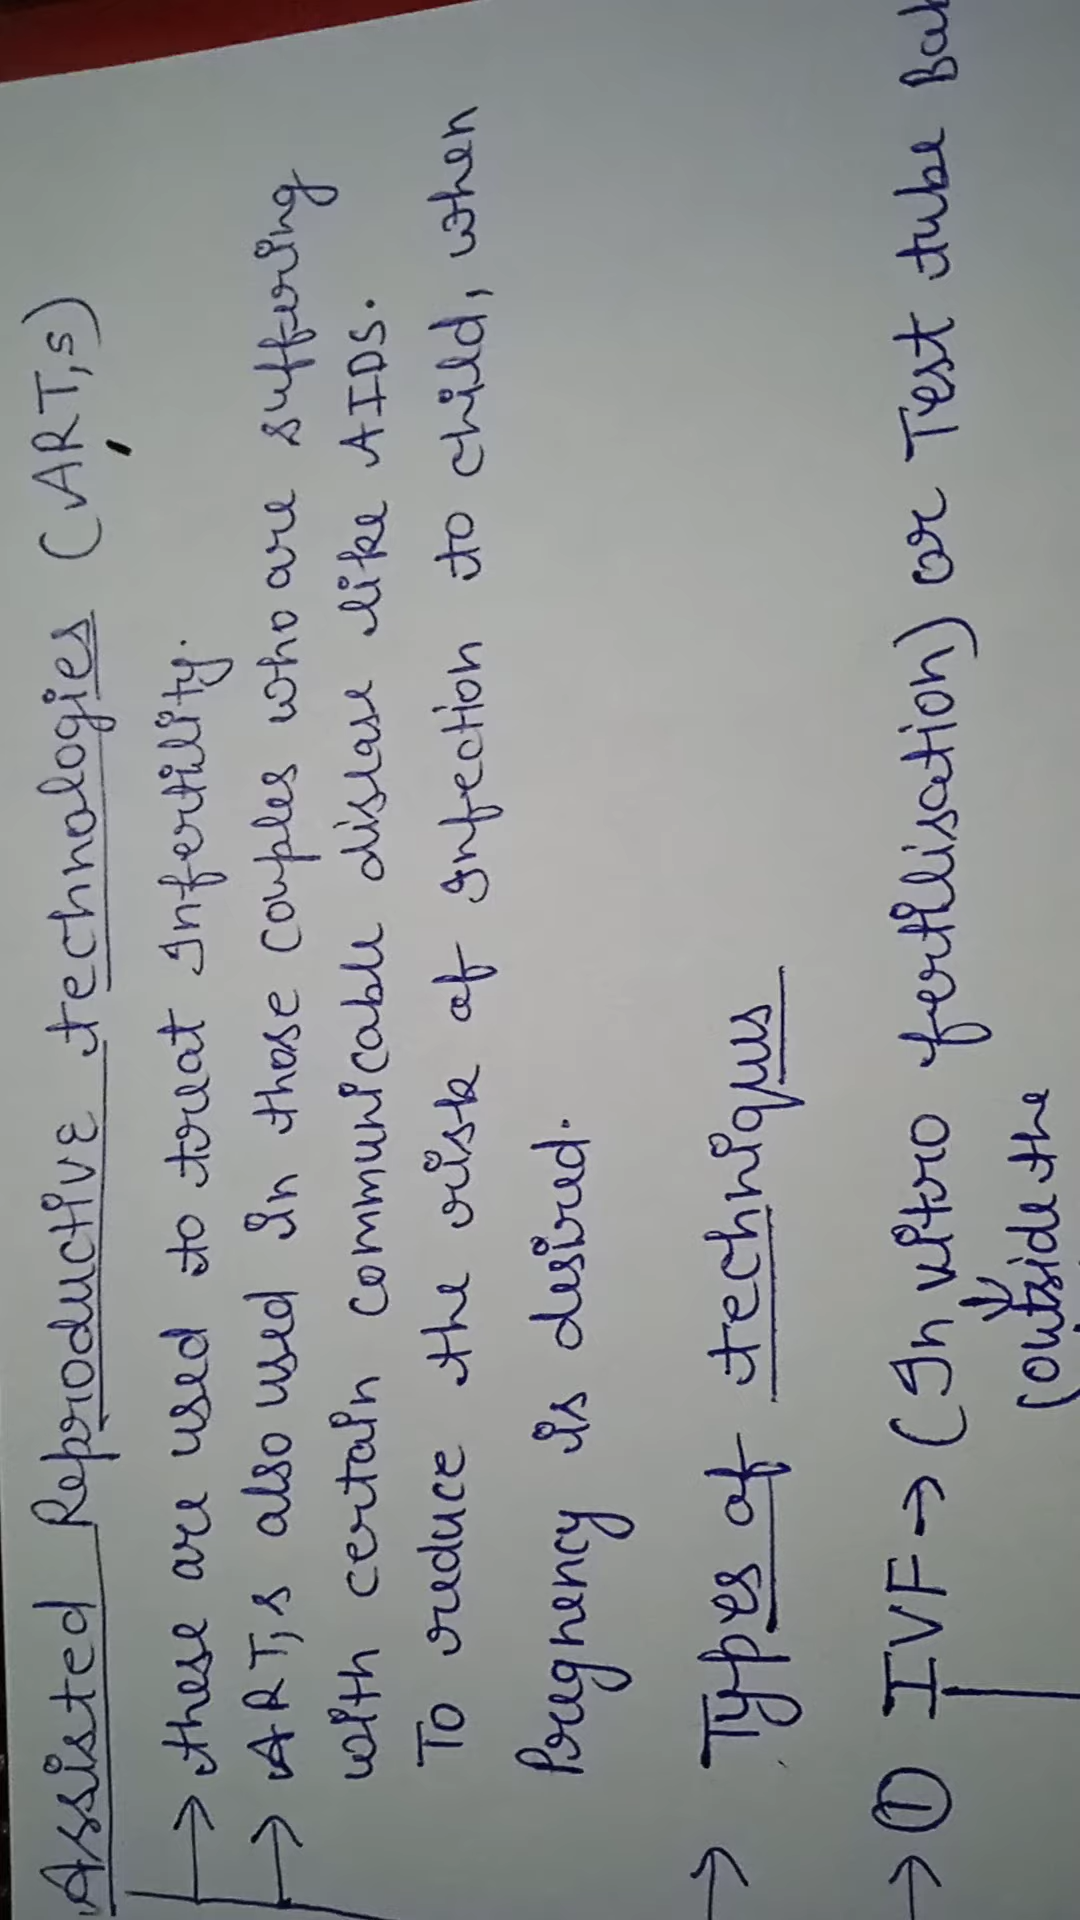 Assisted Reproductive technologies (ART,s)
→ these are used to treat Infertility.
→ ART,s also used in those couples who are suffering
with certain communicable disease like AIDS.
To reduce the risk of Infection to child, when
Pregnency is desired.
→ Types of techniques
→ ① IVF → (In vitro fertilisation) or Test tube Bab
(outside the